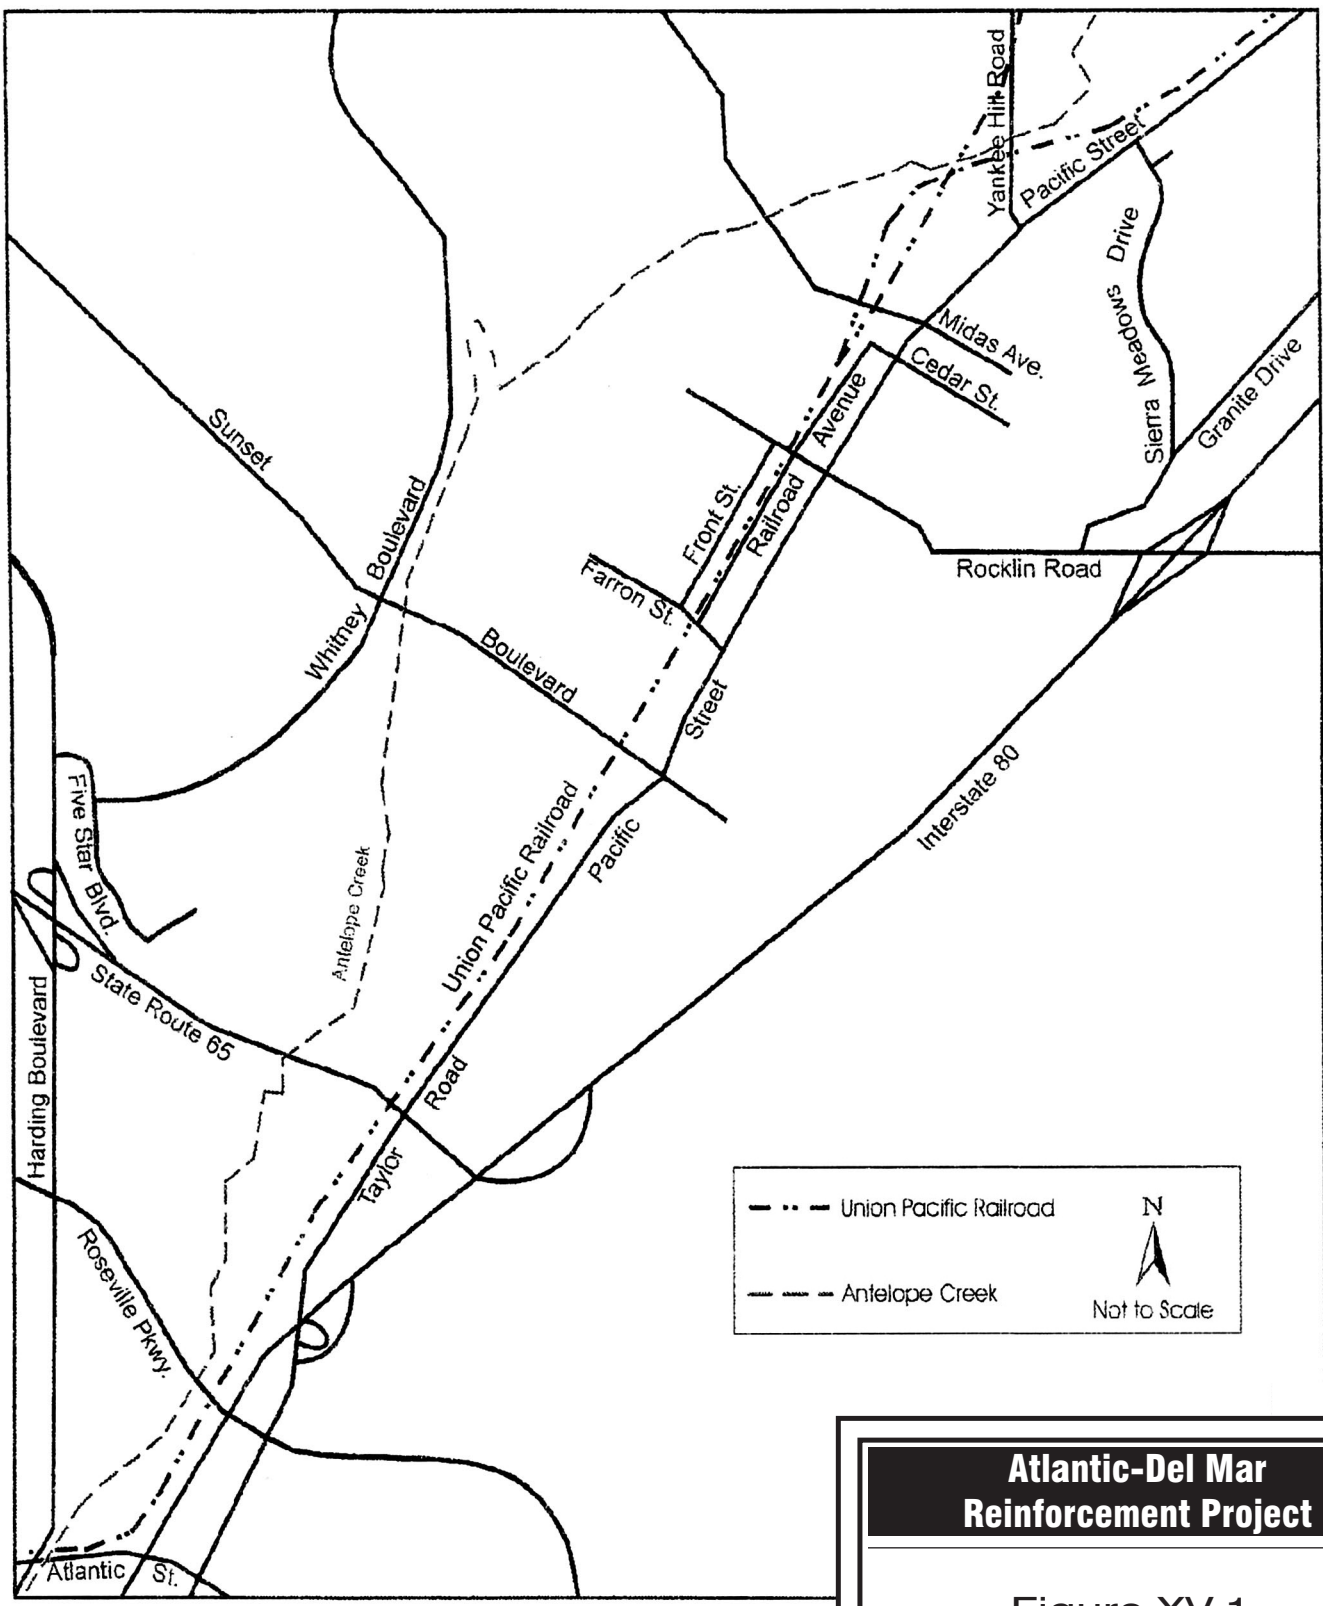 Yankee Hill Road
Pacific Street
Sierra Meadows Drive
Midas Ave.
Cedar St.
Granite Drive
Avenue
Railroad
Front St.
Farron St.
Rocklin Road
Sunset
Boulevard
Whitney
Boulevard
Street
Pacific
Interstate 80
Five Star Blvd.
Antelope Creek
Union Pacific Railroad
State Route 65
Harding Boulevard
Road
Taylor
Roseville Pkwy.
Atlantic St.
Union Pacific Railroad
Antelope Creek
N
Not to Scale
Atlantic-Del Mar
Reinforcement Project
Figure XV-1